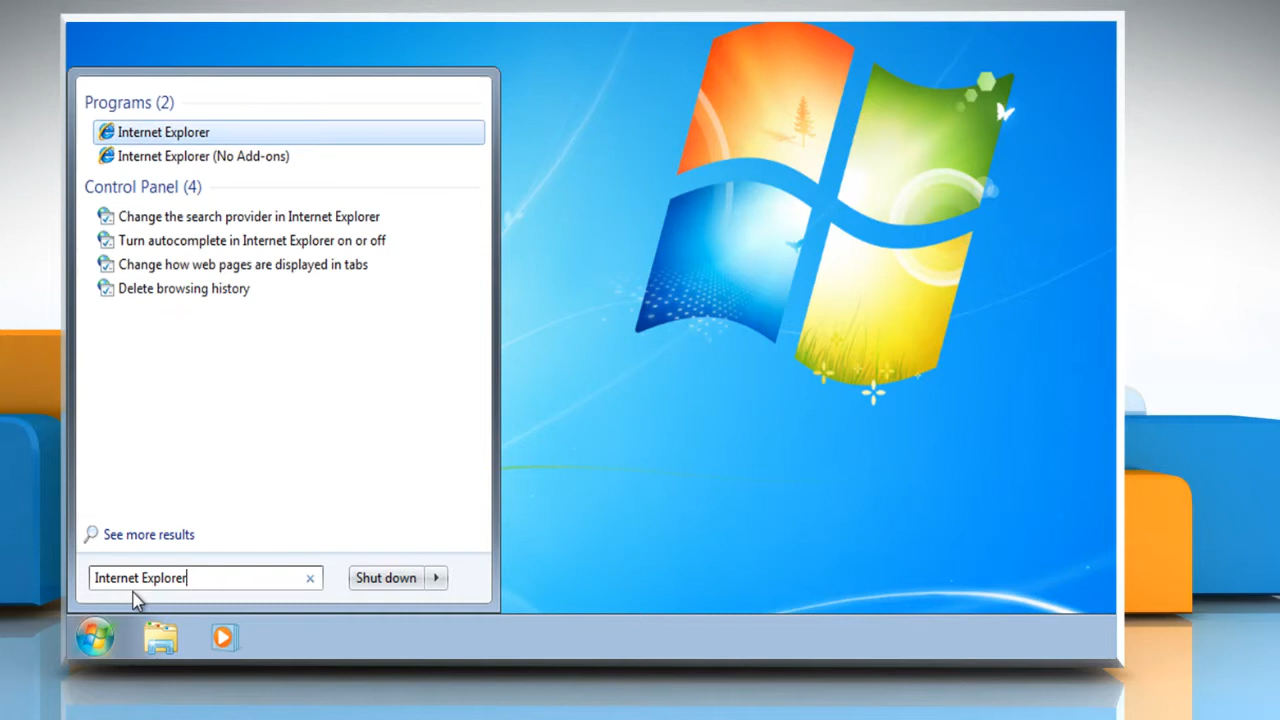 Programs (2)
Internet Explorer
Internet Explorer (No Add-ons)
Control Panel (4)
Change the search provider in Internet Explorer
Turn autocomplete in Internet Explorer on or off
Change how web pages are displayed in tabs
Delete browsing history
See more results
Internet Explorer
Shut down